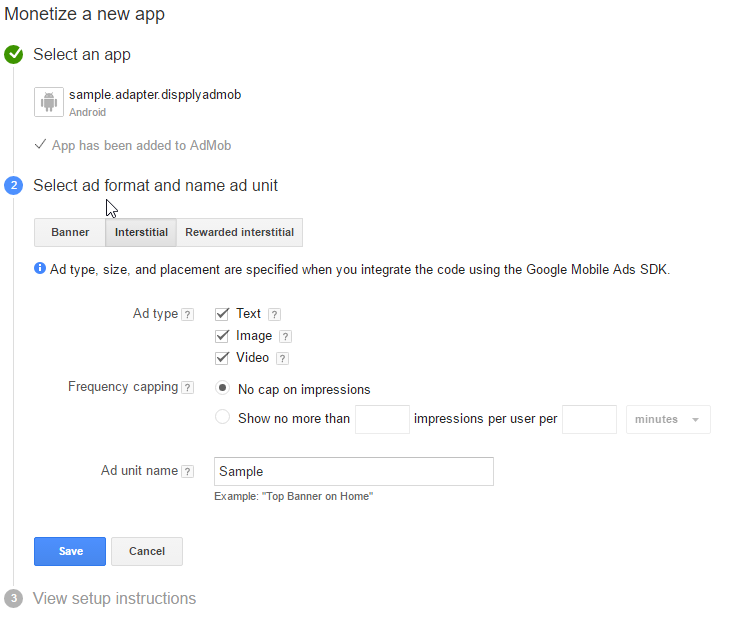 Monetize a new app
Select an app
sample.adapter.dispplyadmob
Android
App has been added to AdMob
2 Select ad format and name ad unit
Banner Interstitial Rewarded interstitial
Ad type, size, and placement are specified when you integrate the code using the Google Mobile Ads SDK.
Ad type ? Text ?
Image ?
Video ?
Frequency capping ? No cap on impressions
Show no more than impressions per user per minutes
Ad unit name ? Sample
Example: "Top Banner on Home"
Save Cancel
3 View setup instructions